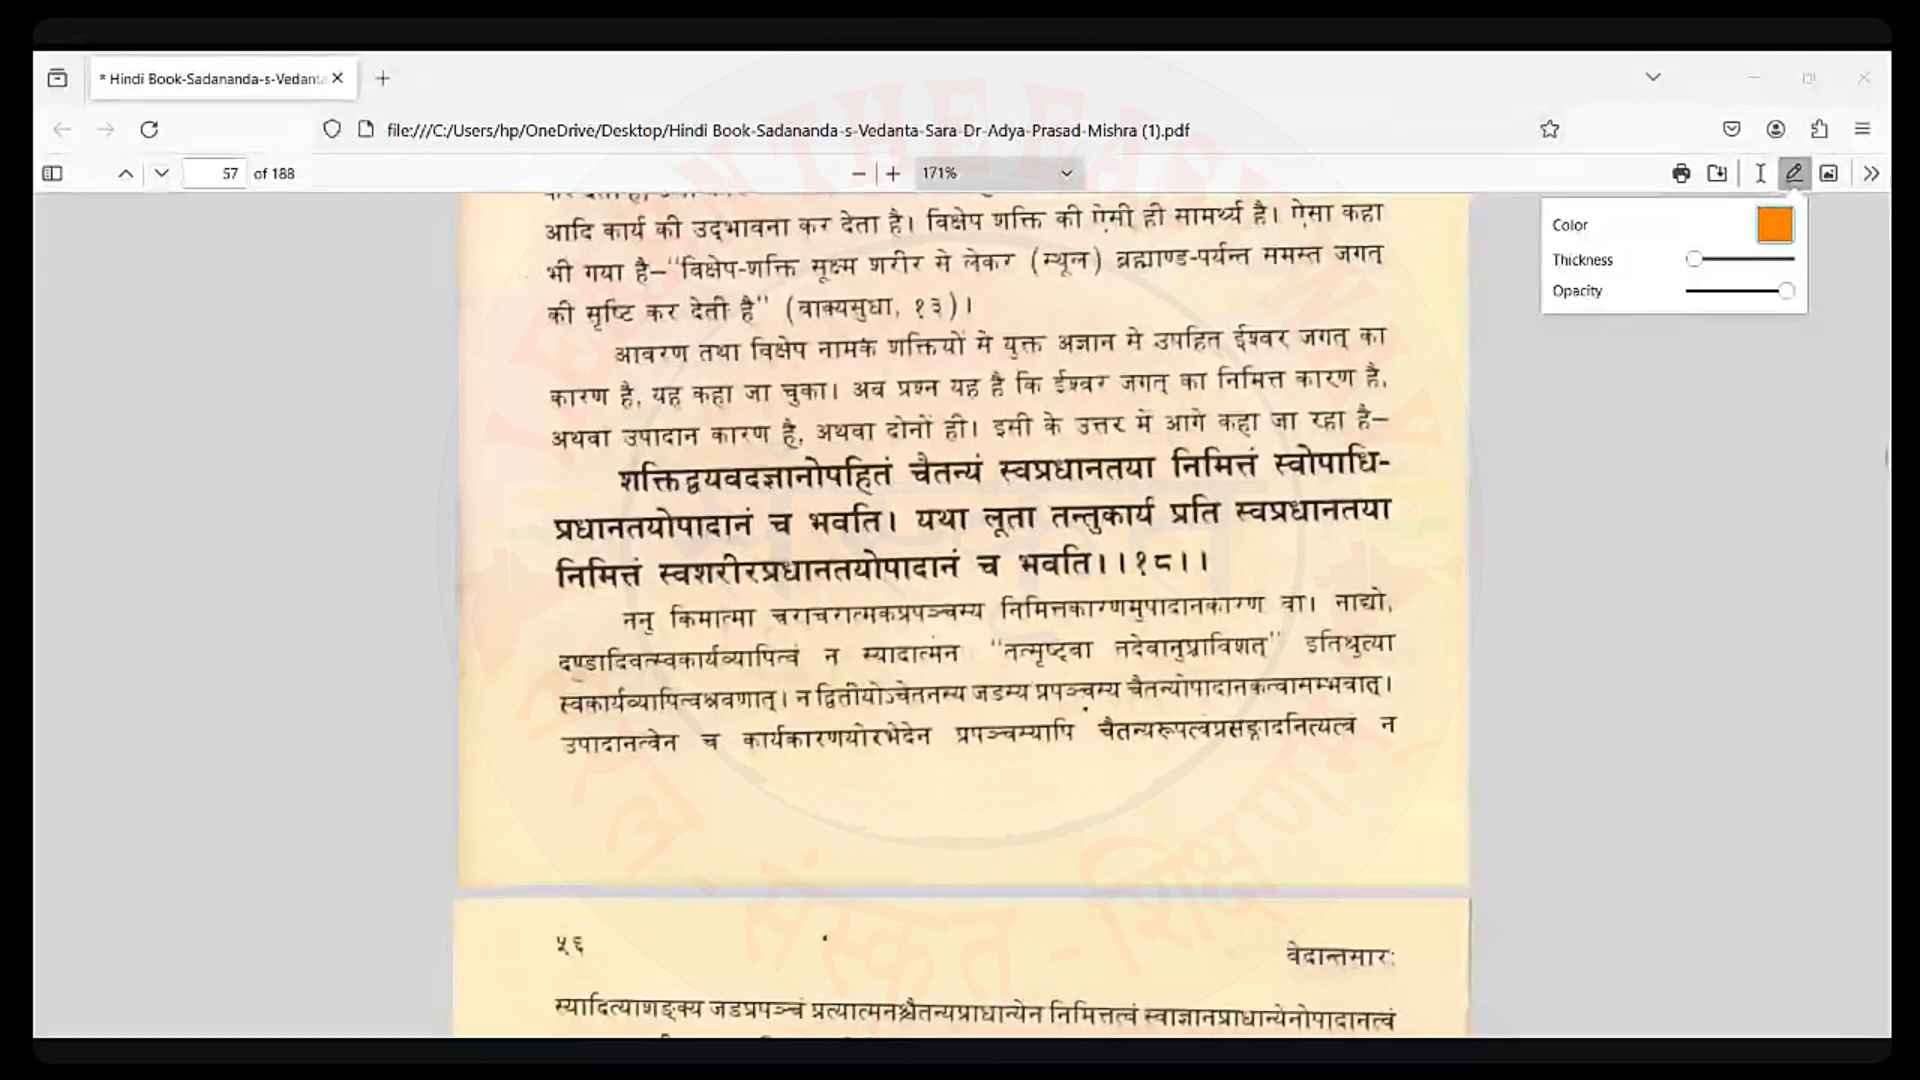 * Hindi Book-Sadananda-s-Vedanta
file:///C:/Users/hp/OneDrive/Desktop/Hindi Book-Sadananda-s-Vedanta-Sara-Dr-Adya-Prasad-Mishra (1).pdf
57 of 188
171%
Color
Thickness
Opacity
आदि कार्य की उद्भावना कर देता है। विक्षेप शक्ति की ऐसी ही सामर्थ्य है। ऐसा कहा
भी गया है–"विक्षेप-शक्ति सूक्ष्म शरीर से लेकर (स्थूल) ब्रह्माण्ड-पर्यन्त समस्त जगत्
की सृष्टि कर देती है" (वाक्यसुधा, १३)।
आवरण तथा विक्षेप नामक शक्तियों से युक्त अज्ञान से उपहित ईश्वर जगत् का
कारण है, यह कहा जा चुका। अब प्रश्न यह है कि ईश्वर जगत् का निमित्त कारण है,
अथवा उपादान कारण है, अथवा दोनों ही। इसी के उत्तर में आगे कहा जा रहा है–
शक्तिद्वयवदज्ञानोपहितं चैतन्यं स्वप्रधानतया निमित्तं स्वोपाधि-
प्रधानतयोपादानं च भवति। यथा लूता तन्तुकार्यं प्रति स्वप्रधानतया
निमित्तं स्वशरीरप्रधानतयोपादानं च भवति।।१८।।
ननु किमात्मा चराचरात्मकप्रपञ्चस्य निमित्तकारणमुपादानकारण वा। नाद्यो,
दण्डादिवत्स्वकार्यव्यापित्वं न स्यादात्मन "तत्सृष्ट्वा तदेवानुप्राविशत्" इतिश्रुत्या
स्वकार्यव्यापित्वश्रवणात्। न द्वितीयोऽचेतनस्य जडस्य प्रपञ्चस्य चैतन्योपादानकत्वासम्भवात्।
उपादानत्वेन च कार्यकारणयोरभेदेन प्रपञ्चस्यापि चैतन्यरूपत्वप्रसङ्गादनित्यत्वं न
५६ वेदान्तसारः
स्यादित्याशङ्क्य जडप्रपञ्चं प्रत्यात्मनश्चैतन्यप्राधान्येन निमित्तत्वं स्वाज्ञानप्राधान्येनोपादानत्वं